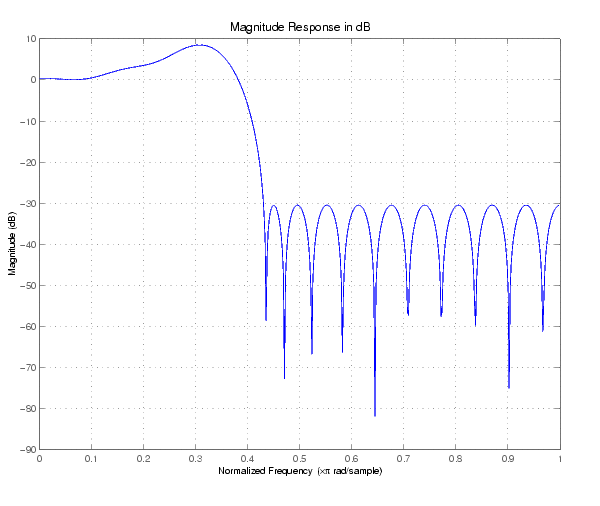 Magnitude Response in dB
10
0
−10
−20
−30
−40
−50
−60
−70
−80
−90
Magnitude (dB)
0 0.1 0.2 0.3 0.4 0.5 0.6 0.7 0.8 0.9 1
Normalized Frequency (×π rad/sample)